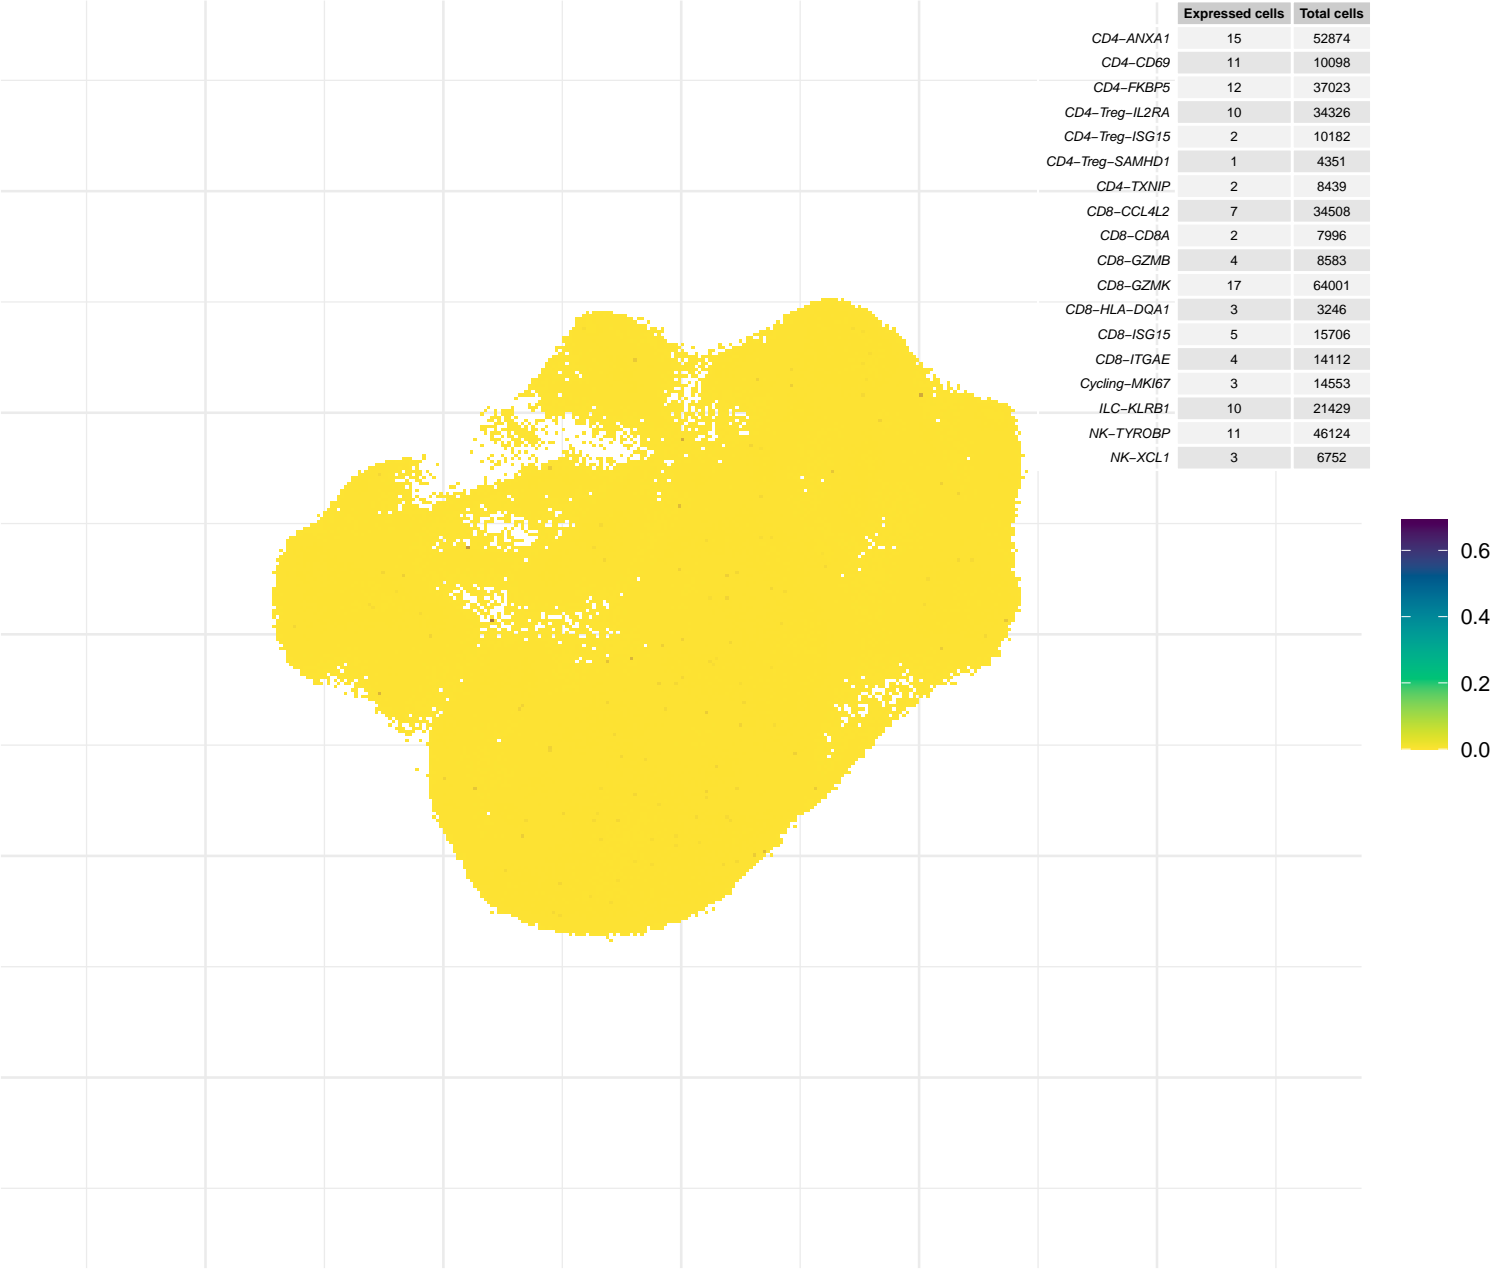 Expressed cells Total cells
CD4−ANXA1 15 52874
CD4−CD69 11 10098
CD4−FKBP5 12 37023
CD4−Treg−IL2RA 10 34326
CD4−Treg−ISG15 2 10182
CD4−Treg−SAMHD1 1 4351
CD4−TXNIP 2 8439
CD8−CCL4L2 7 34508
CD8−CD8A 2 7996
CD8−GZMB 4 8583
CD8−GZMK 17 64001
CD8−HLA−DQA1 3 3246
CD8−ISG15 5 15706
CD8−ITGAE 4 14112
Cycling−MKI67 3 14553
ILC−KLRB1 10 21429
NK−TYROBP 11 46124
NK−XCL1 3 6752
0.6
0.4
0.2
0.0